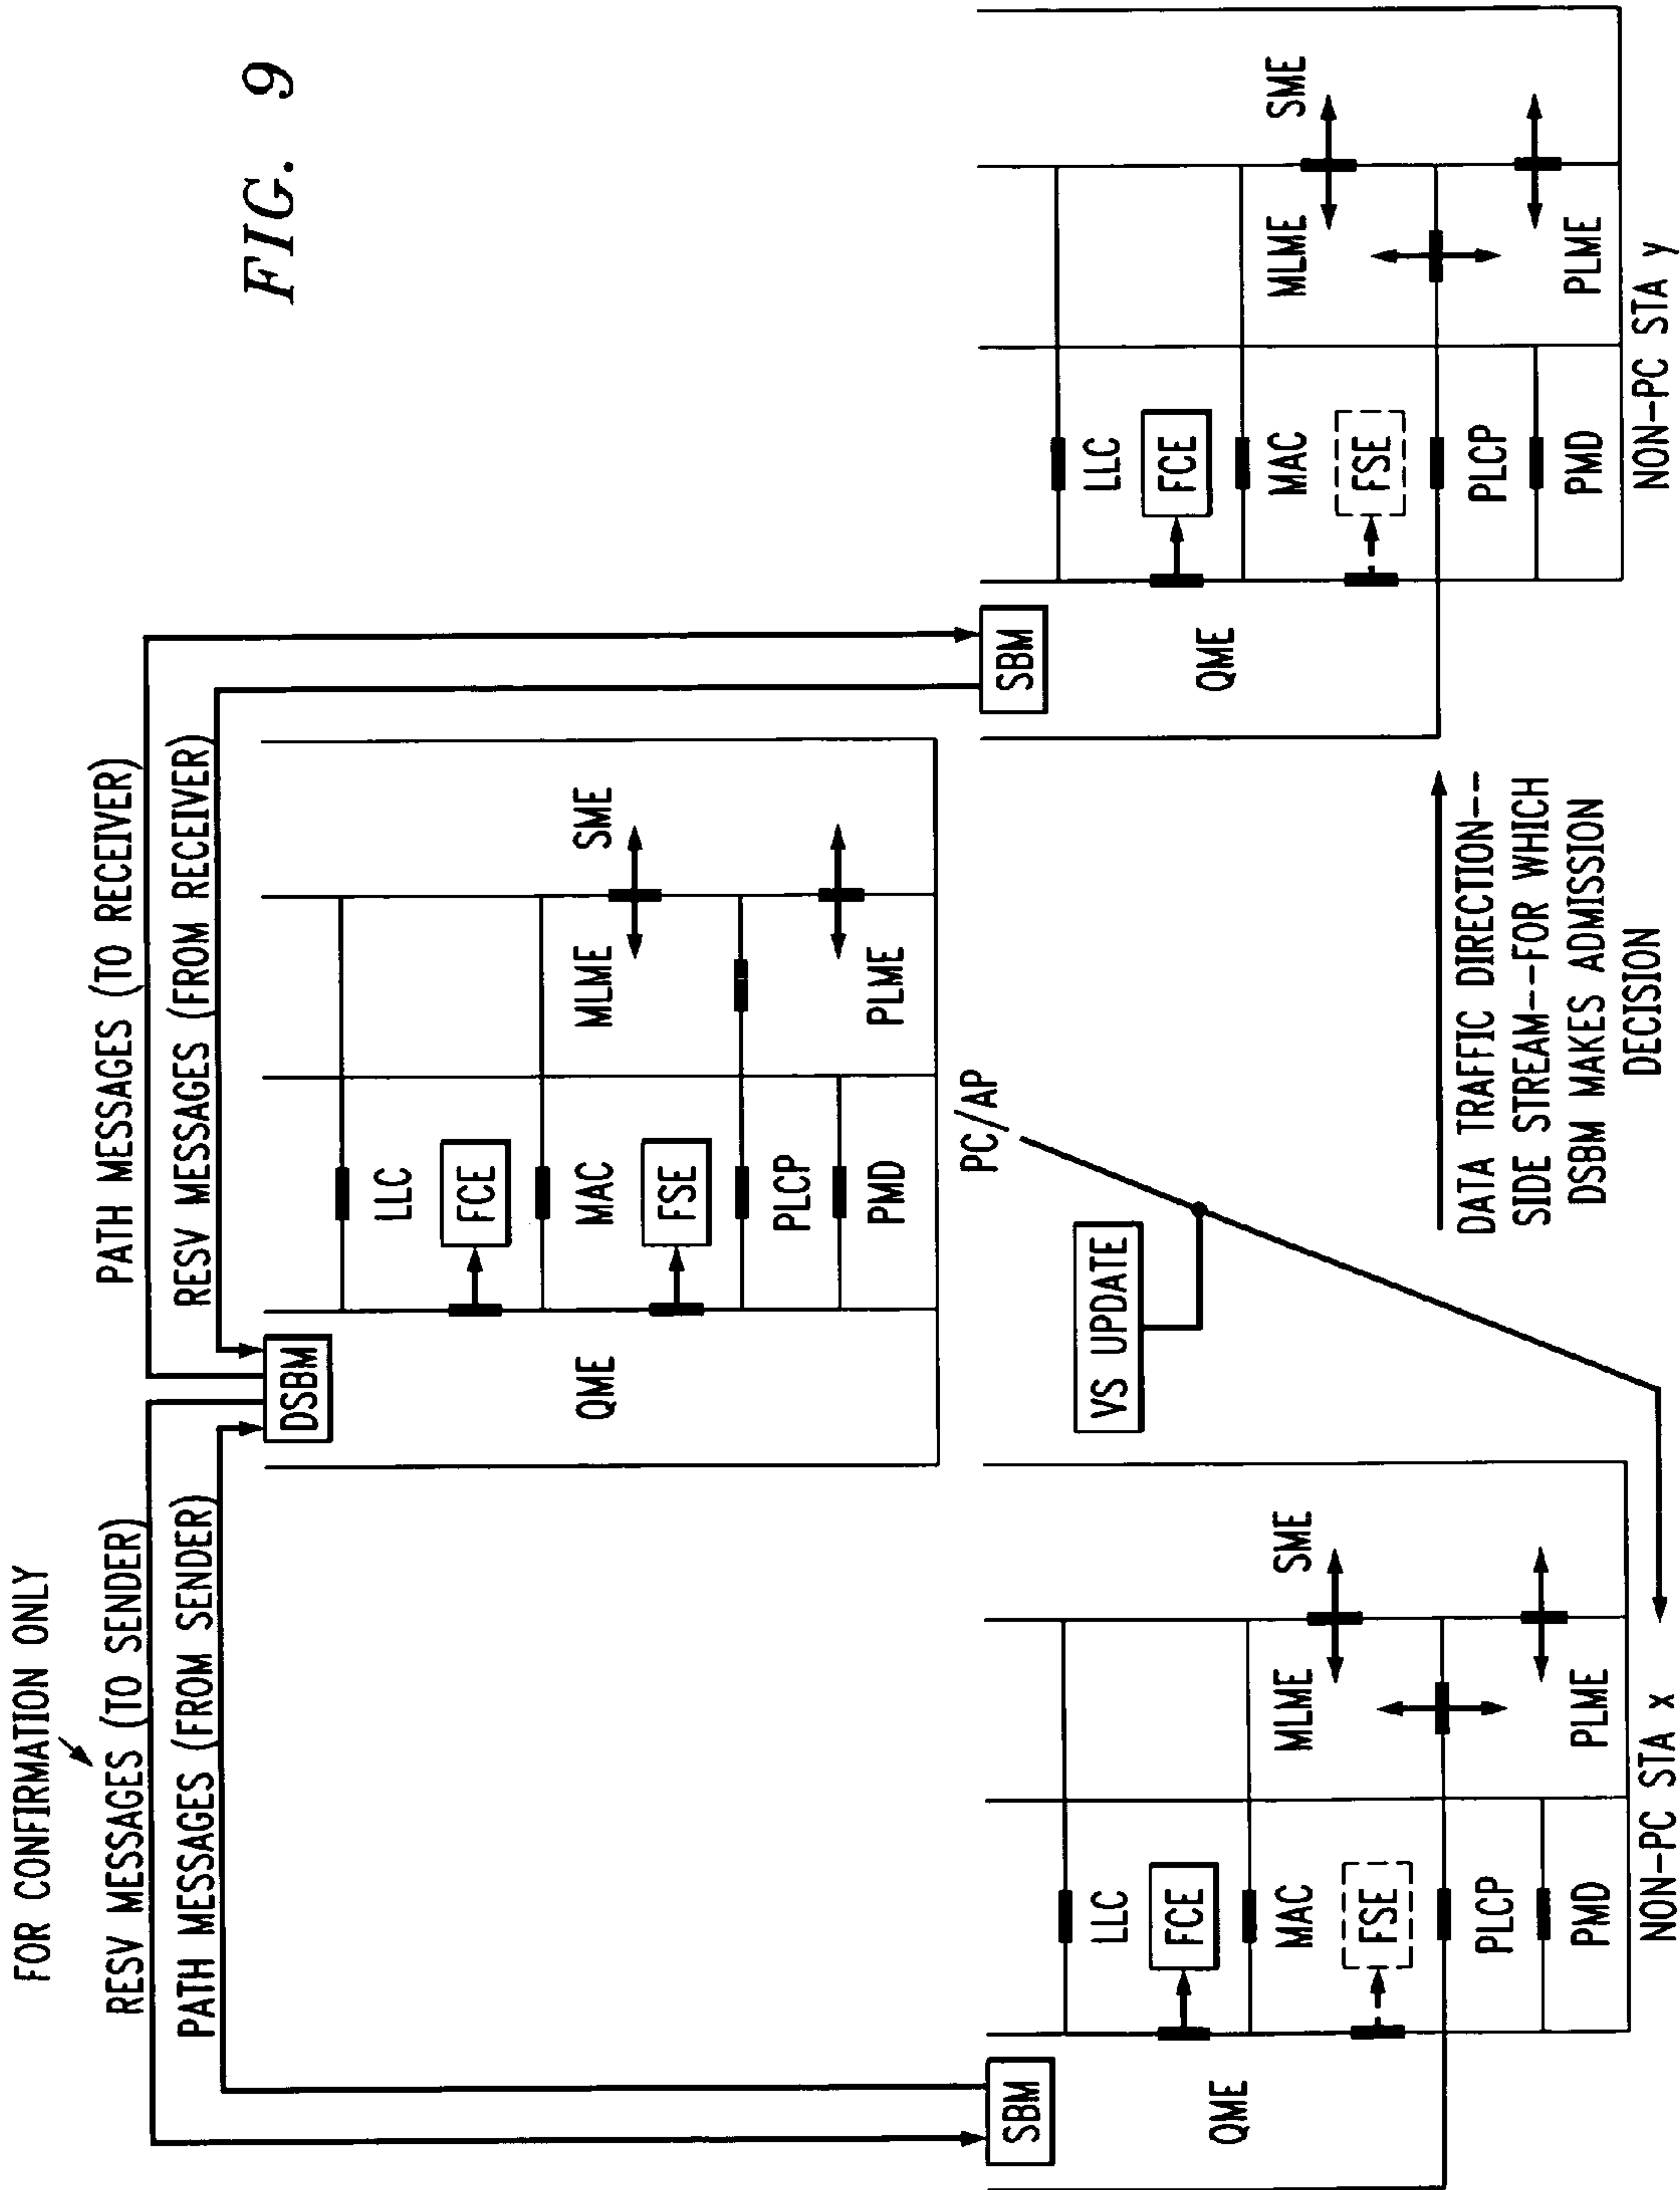 FIG. 9
FOR CONFIRMATION ONLY
RESV MESSAGES (TO SENDER)
PATH MESSAGES (FROM SENDER)
PATH MESSAGES (TO RECEIVER)
RESV MESSAGES (FROM RECEIVER)
DSBM
QME
LLC
FCE
MAC
FSE
PLCP
PMD
MLME
SME
PLME
PC/AP
SBM
QME
LLC
FCE
MAC
FSE
PLCP
PMD
MLME
SME
PLME
NON-PC STA x
VS UPDATE
SBM
QME
LLC
FCE
MAC
FSE
PLCP
PMD
MLME
SME
PLME
NON-PC STA y
DATA TRAFFIC DIRECTION--
SIDE STREAM--FOR WHICH
DSBM MAKES ADMISSION
DECISION